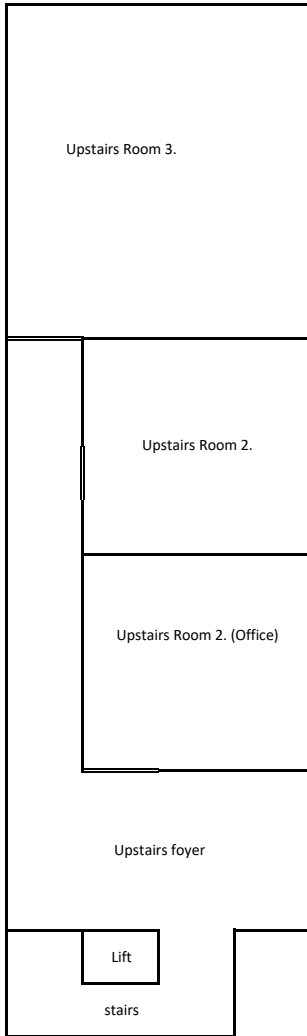 Upstairs Room 3.
Upstairs Room 2.
Upstairs Room 2. (Office)
Upstairs foyer
Lift
stairs